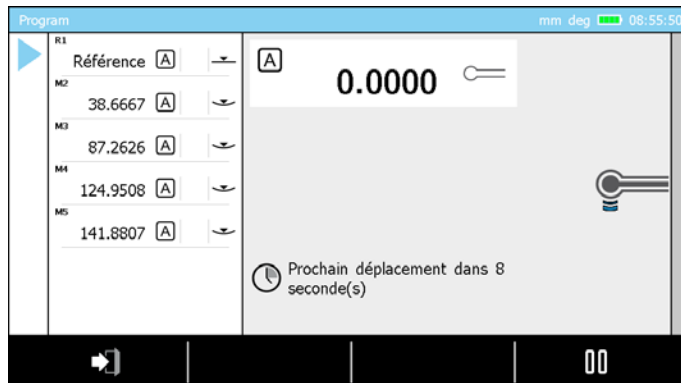 Program
mm deg 08:55:50
R1
Référence A
M2
38.6667 A
M3
87.2626 A
M4
124.9508 A
M5
141.8807 A
A
0.0000
Prochain déplacement dans 8
seconde(s)